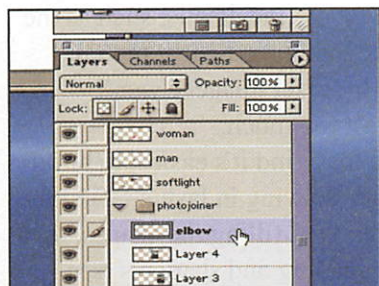 Layers Channels Paths
Normal Opacity: 100%
Lock: Fill: 100%
woman
man
softlight
photojoiner
elbow
Layer 4
Layer 3